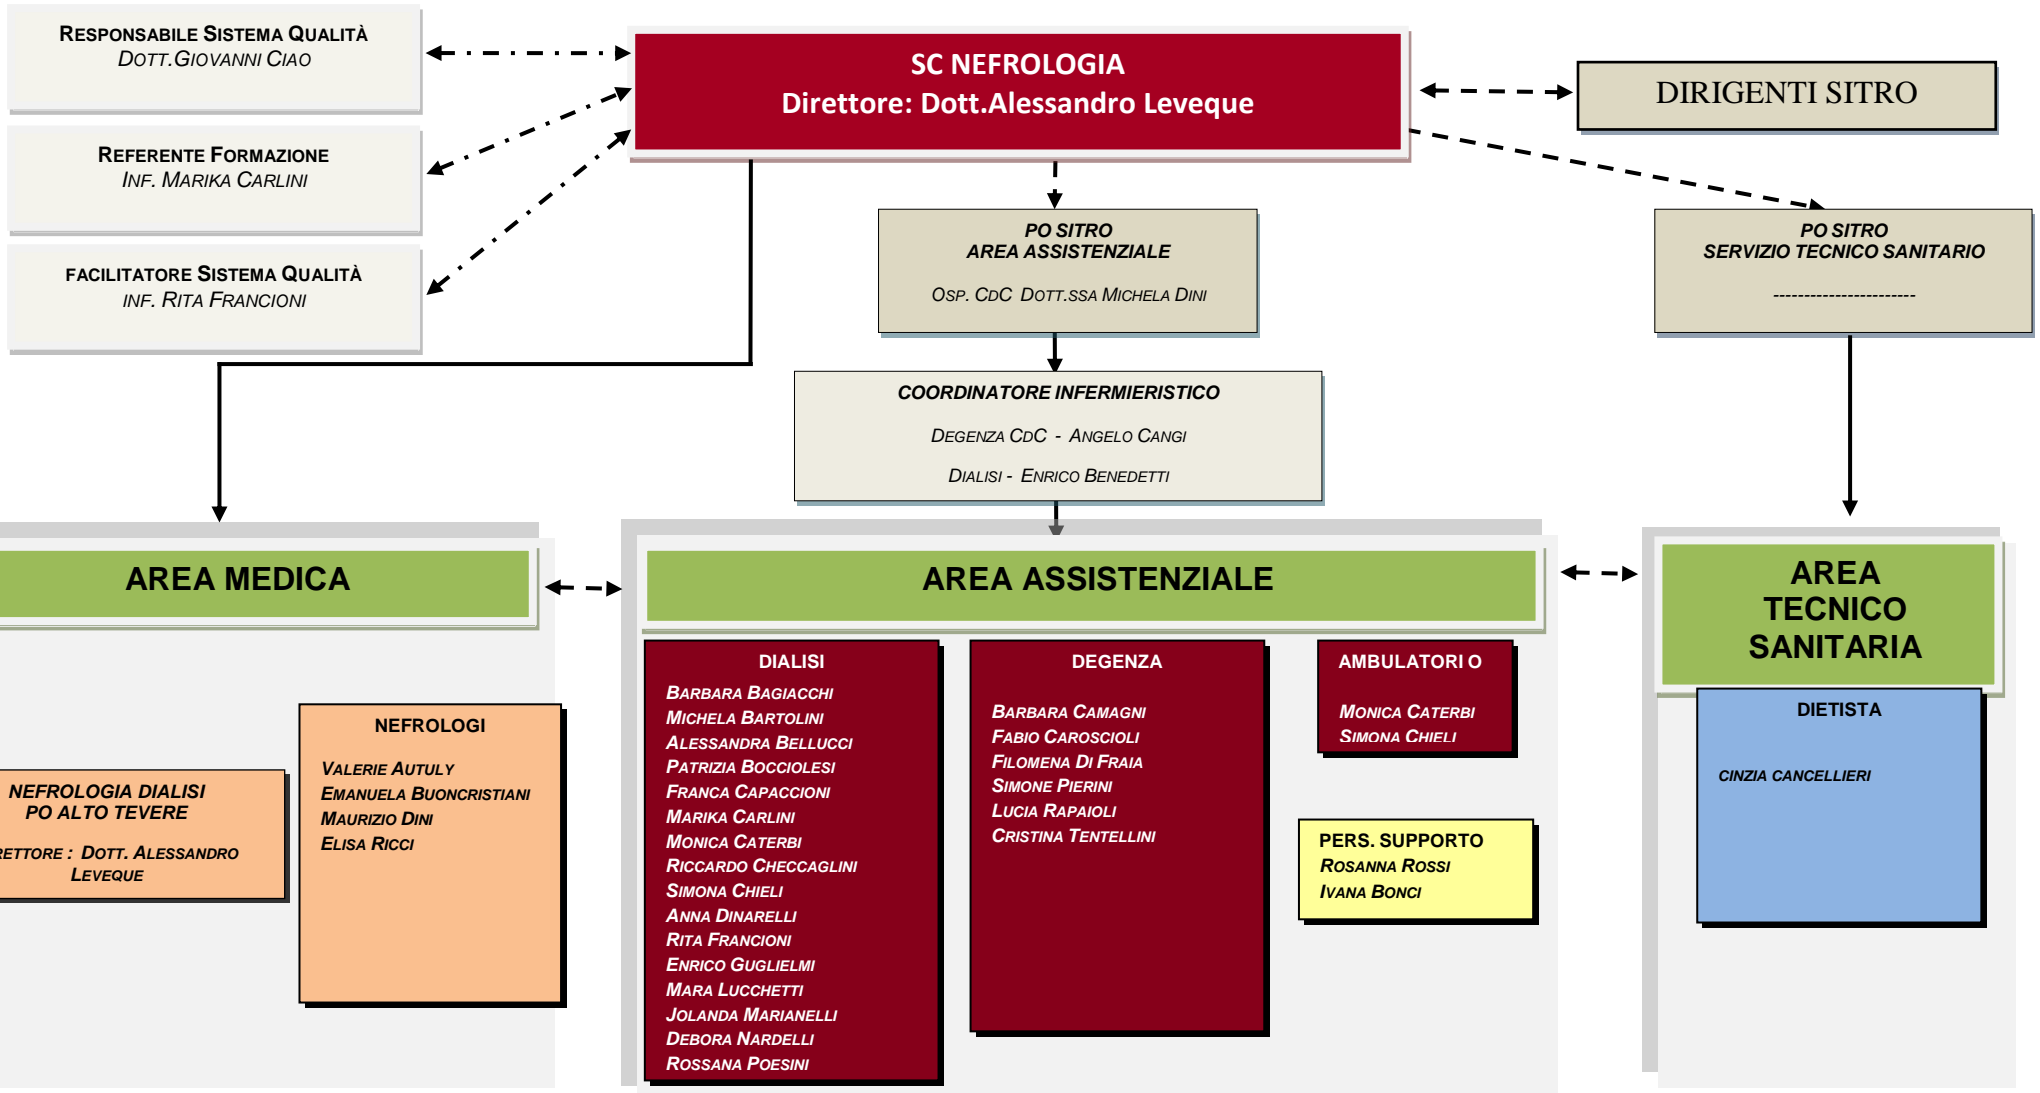 RESPONSABILE SISTEMA QUALITÀ
DOTT.GIOVANNI CIAO
REFERENTE FORMAZIONE
INF. MARIKA CARLINI
FACILITATORE SISTEMA QUALITÀ
INF. RITA FRANCIONI
SC NEFROLOGIA
Direttore: Dott.Alessandro Leveque
DIRIGENTI SITRO
PO SITRO
AREA ASSISTENZIALE
OSP. CDC DOTT.SSA MICHELA DINI
PO SITRO
SERVIZIO TECNICO SANITARIO
-----------------------
COORDINATORE INFERMIERISTICO
DEGENZA CDC - ANGELO CANGI
DIALISI - ENRICO BENEDETTI
AREA MEDICA
NEFROLOGIA DIALISI
PO ALTO TEVERE
RETTORE : DOTT. ALESSANDRO
LEVEQUE
NEFROLOGI
VALERIE AUTULY
EMANUELA BUONCRISTIANI
MAURIZIO DINI
ELISA RICCI
AREA ASSISTENZIALE
DIALISI
BARBARA BAGIACCHI
MICHELA BARTOLINI
ALESSANDRA BELLUCCI
PATRIZIA BOCCIOLESI
FRANCA CAPACCIONI
MARIKA CARLINI
MONICA CATERBI
RICCARDO CHECCAGLINI
SIMONA CHIELI
ANNA DINARELLI
RITA FRANCIONI
ENRICO GUGLIELMI
MARA LUCCHETTI
JOLANDA MARIANELLI
DEBORA NARDELLI
ROSSANA POESINI
DEGENZA
BARBARA CAMAGNI
FABIO CAROSCIOLI
FILOMENA DI FRAIA
SIMONE PIERINI
LUCIA RAPAIOLI
CRISTINA TENTELLINI
AMBULATORI O
MONICA CATERBI
SIMONA CHIELI
PERS. SUPPORTO
ROSANNA ROSSI
IVANA BONCI
AREA
TECNICO
SANITARIA
DIETISTA
CINZIA CANCELLIERI